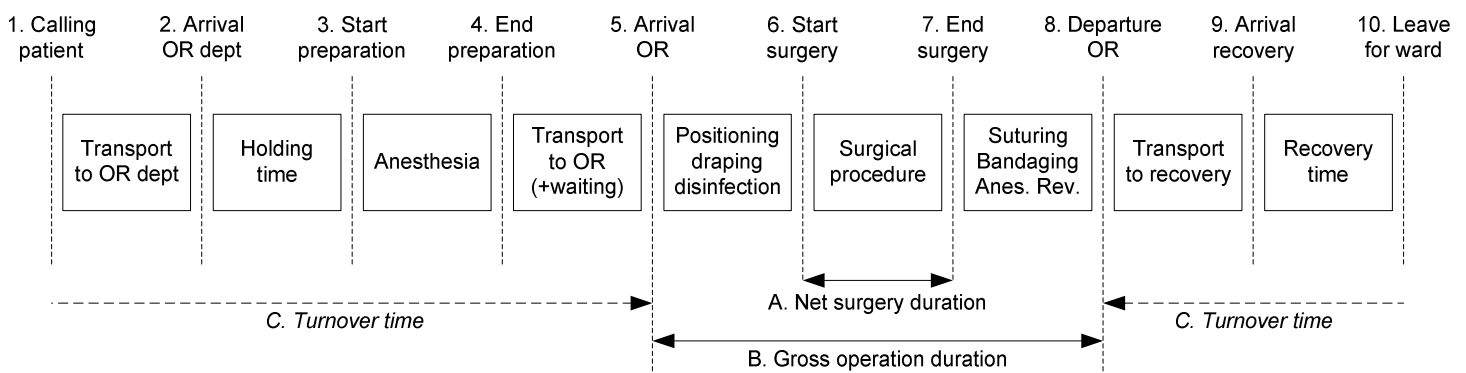 1. Calling
patient
2. Arrival
OR dept
3. Start
preparation
4. End
preparation
5. Arrival
OR
6. Start
surgery
7. End
surgery
8. Departure
OR
9. Arrival
recovery
10. Leave
for ward
Transport
to OR dept
Holding
time
Anesthesia
Transport
to OR
(+waiting)
Positioning
draping
disinfection
Surgical
procedure
Suturing
Bandaging
Anes. Rev.
Transport
to recovery
Recovery
time
A. Net surgery duration
C. Turnover time
C. Turnover time
B. Gross operation duration